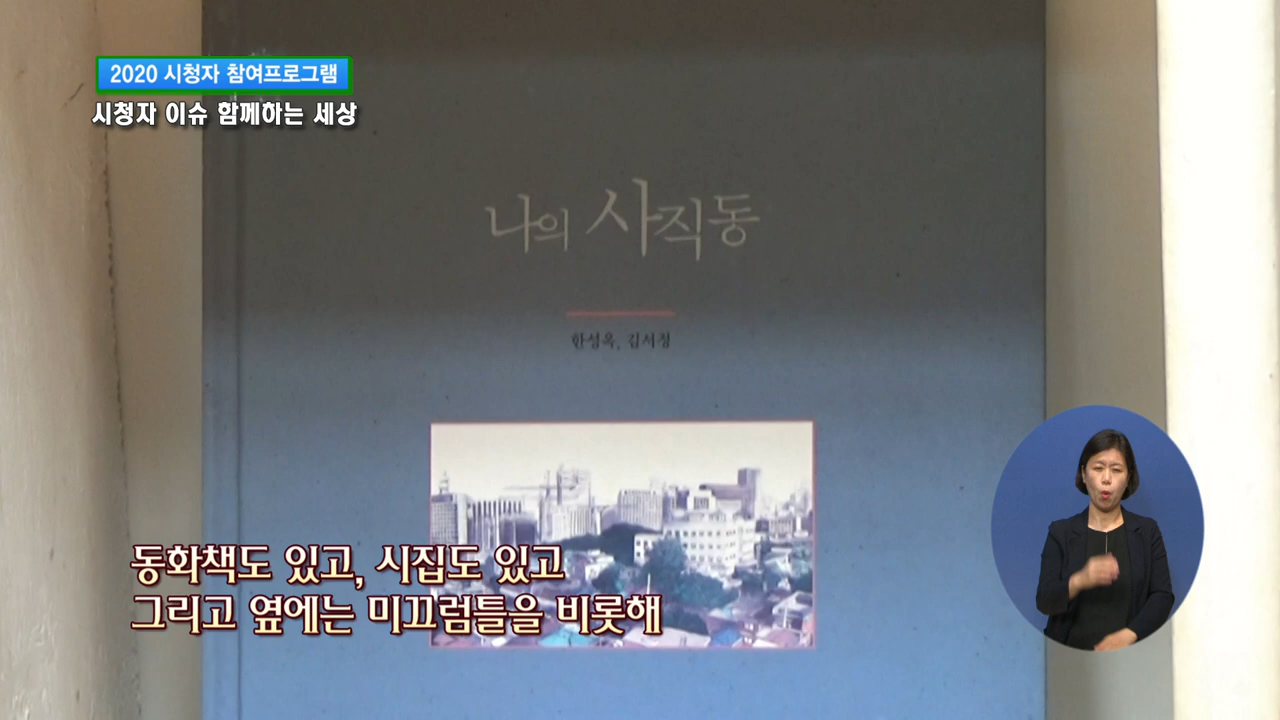 2020 시청자 참여프로그램
시청자 이슈 함께하는 세상
나의 사직동
한성옥, 김서정
동화책도 있고, 시집도 있고
그리고 옆에는 미끄럼틀을 비롯해